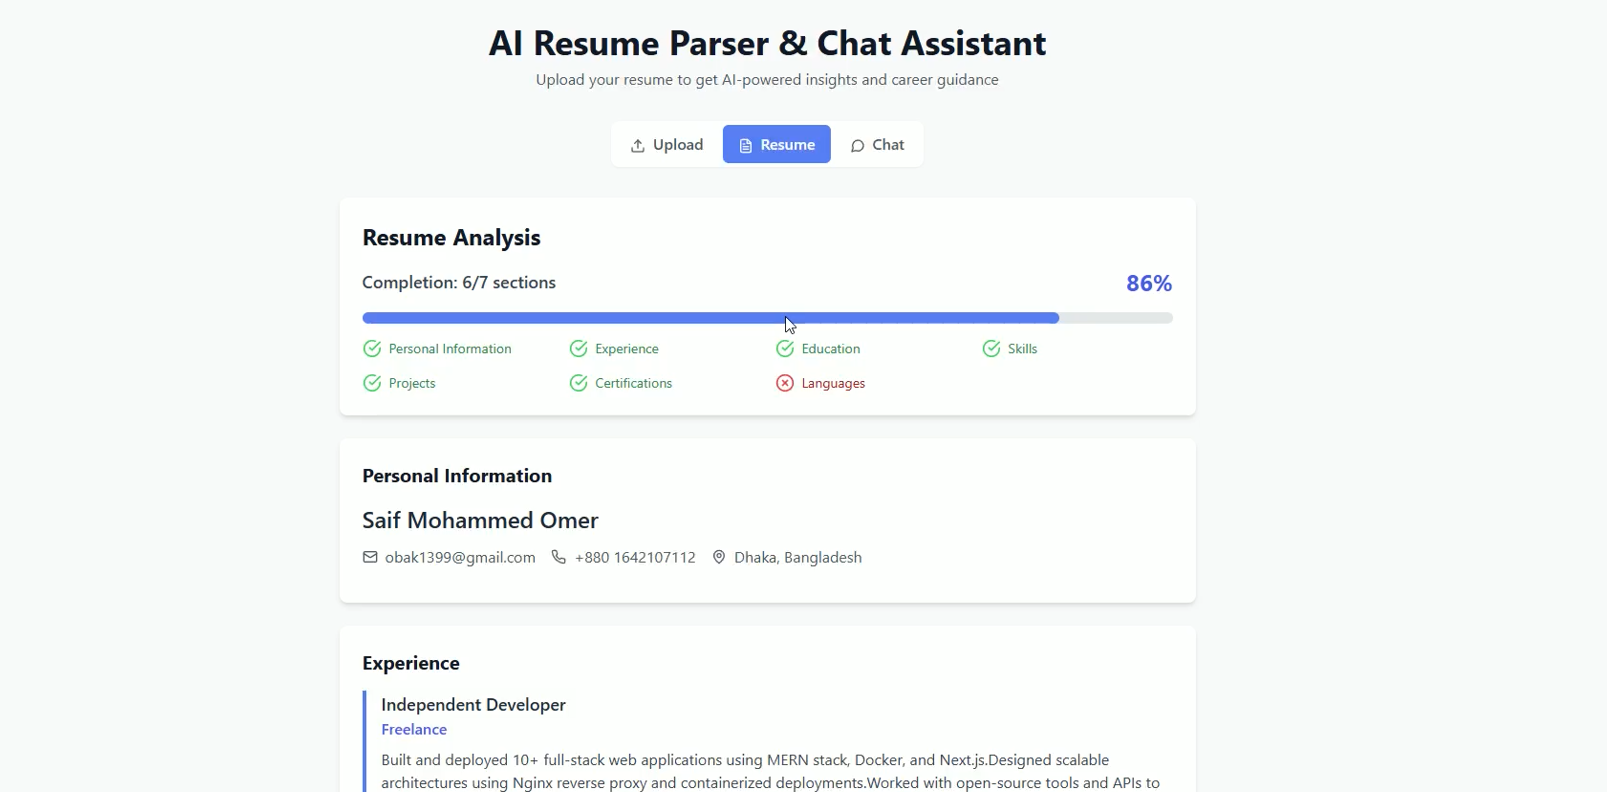 AI Resume Parser & Chat Assistant
Upload your resume to get AI-powered insights and career guidance
Upload Resume Chat
Resume Analysis
Completion: 6/7 sections 86%
Personal Information Experience Education Skills
Projects Certifications Languages
Personal Information
Saif Mohammed Omer
obak1399@gmail.com +880 1642107112 Dhaka, Bangladesh
Experience
Independent Developer
Freelance
Built and deployed 10+ full-stack web applications using MERN stack, Docker, and Next.js.Designed scalable
architectures using Nginx reverse proxy and containerized deployments.Worked with open-source tools and APIs to